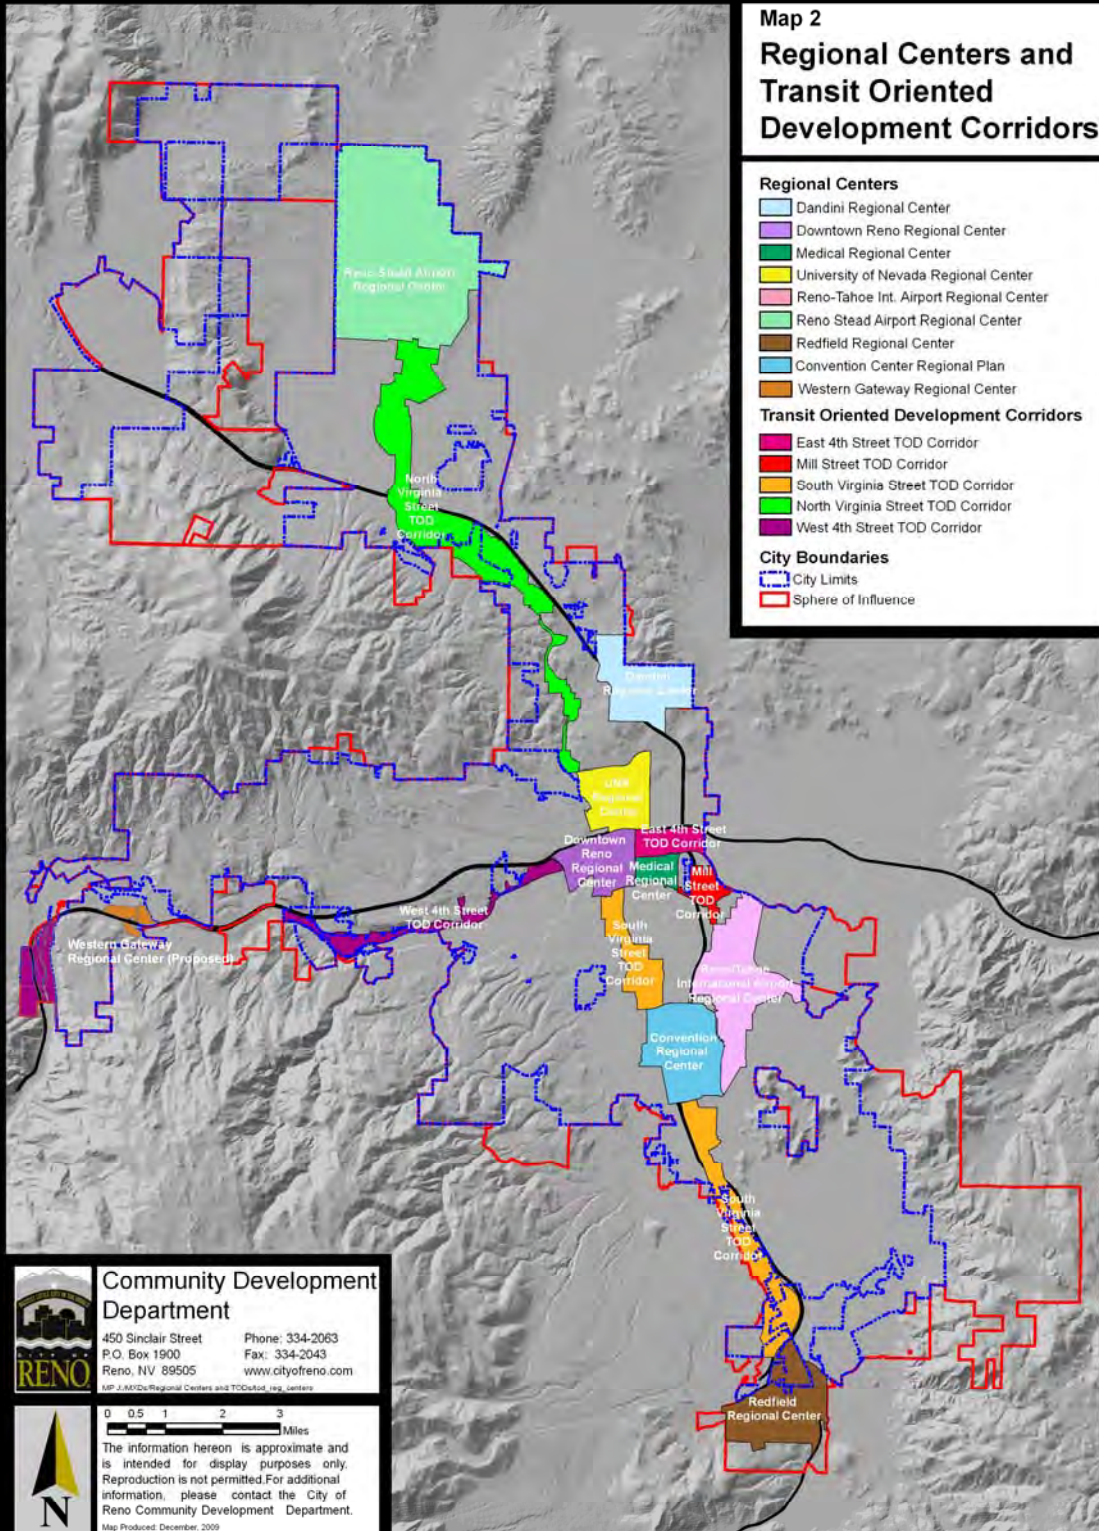 Map 2
Regional Centers and
Transit Oriented
Development Corridors
Regional Centers
Dandini Regional Center
Downtown Reno Regional Center
Medical Regional Center
University of Nevada Regional Center
Reno-Tahoe Int. Airport Regional Center
Reno Stead Airport Regional Center
Redfield Regional Center
Convention Center Regional Plan
Western Gateway Regional Center
Transit Oriented Development Corridors
East 4th Street TOD Corridor
Mill Street TOD Corridor
South Virginia Street TOD Corridor
North Virginia Street TOD Corridor
West 4th Street TOD Corridor
City Boundaries
City Limits
Sphere of Influence
Reno Stead Airport
Regional Center
North
Virginia
Street
TOD
Corridor
Dandini
Regional Center
UNR
Regional
Center
East 4th Street
TOD Corridor
Downtown
Reno
Regional
Center
Medical
Regional
Center
Mill
Street
TOD
Corridor
West 4th Street
TOD Corridor
Western Gateway
Regional Center (Proposed)
South
Virginia
Street
TOD
Corridor
Reno/Tahoe
International Airport
Regional Center
Convention
Regional
Center
South
Virginia
Street
TOD
Corridor
Redfield
Regional Center
RENO
Community Development
Department
450 Sinclair Street Phone: 334-2063
P.O. Box 1900 Fax: 334-2043
Reno, NV 89505 www.cityofreno.com
0 0.5 1 2 3
Miles
The information hereon is approximate and
is intended for display purposes only.
Reproduction is not permitted.For additional
information, please contact the City of
Reno Community Development Department.
Map Produced: December, 2009
N